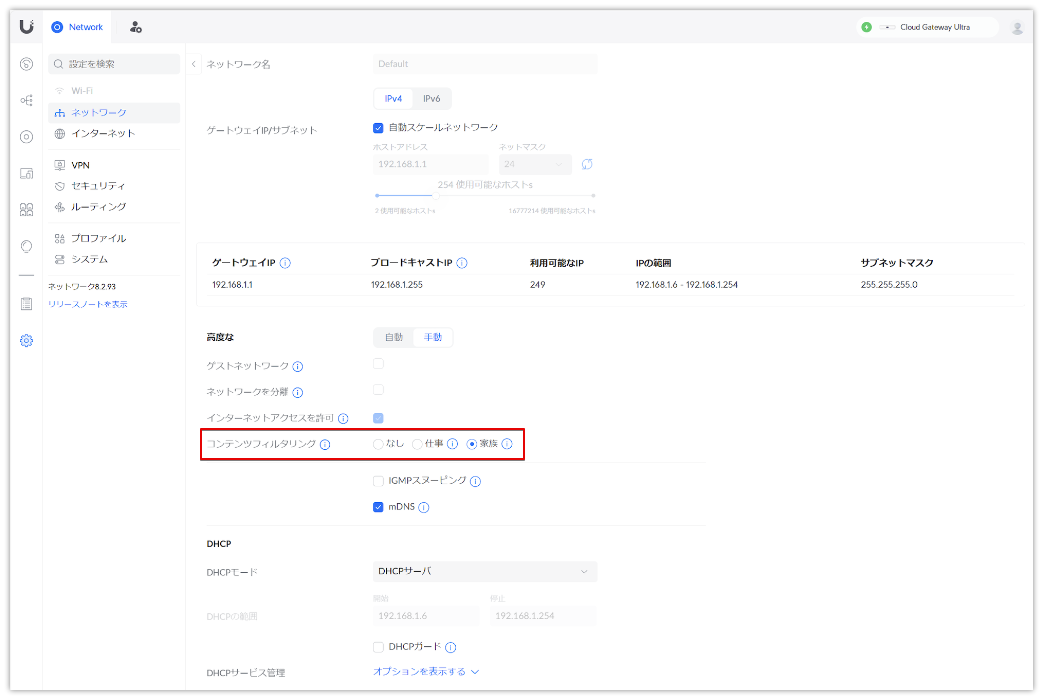 Network
Cloud Gateway Ultra
設定を検索
Wi-Fi
ネットワーク
インターネット
VPN
セキュリティ
ルーティング
プロファイル
システム
ネットワーク8.2.93
リリースノートを表示
ネットワーク名
Default
IPv4 IPv6
ゲートウェイIP/サブネット
自動スケールネットワーク
ホストアドレス ネットマスク
192.168.1.1 24
254 使用可能なホストs
2 使用可能なホストs 16777214 使用可能なホストs
ゲートウェイIP ブロードキャストIP 利用可能なIP IPの範囲 サブネットマスク
192.168.1.1 192.168.1.255 249 192.168.1.6 - 192.168.1.254 255.255.255.0
高度な 自動 手動
ゲストネットワーク
ネットワークを分離
インターネットアクセスを許可
コンテンツフィルタリング なし 仕事 家族
IGMPスヌーピング
mDNS
DHCP
DHCPモード DHCPサーバ
開始 停止
DHCPの範囲 192.168.1.6 192.168.1.254
DHCPガード
DHCPサービス管理 オプションを表示する